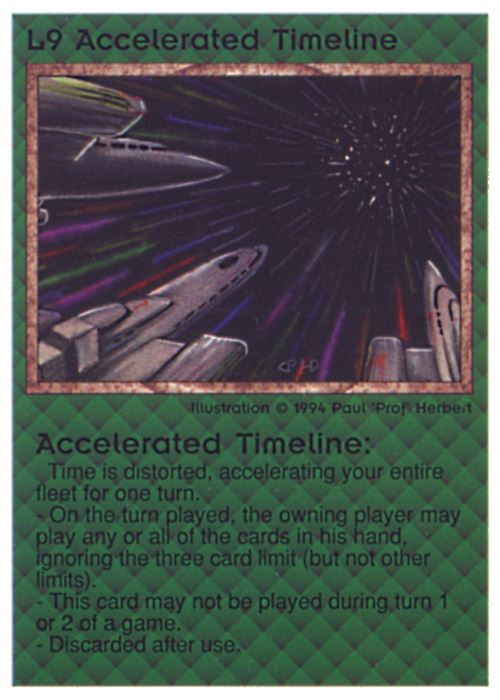 L9 Accelerated Timeline
Illustration © 1994 Paul "Prof" Herbert
Accelerated Timeline:
Time is distorted, accelerating your entire
fleet for one turn.
- On the turn played, the owning player may
play any or all of the cards in his hand,
ignoring the three card limit (but not other
limits).
- This card may not be played during turn 1
or 2 of a game.
- Discarded after use.